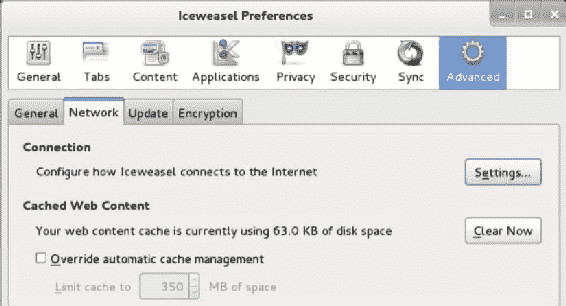 Iceweasel Preferences
General Tabs Content Applications Privacy Security Sync Advanced
General Network Update Encryption
Connection
Configure how Iceweasel connects to the Internet Settings...
Cached Web Content
Your web content cache is currently using 63.0 KB of disk space Clear Now
Override automatic cache management
Limit cache to 350 MB of space